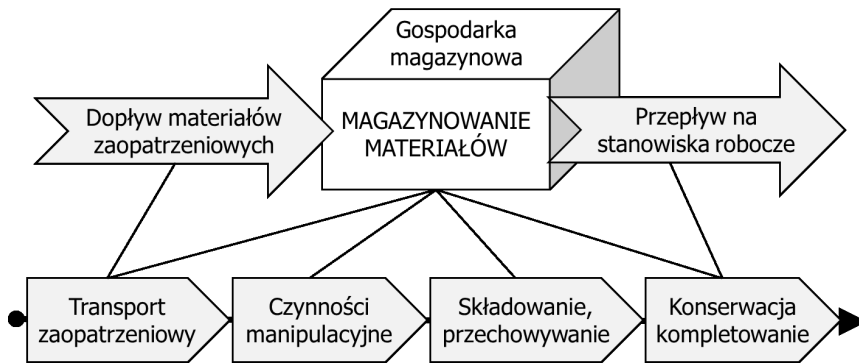 Gospodarka
magazynowa
Dopływ materiałów
zaopatrzeniowych
MAGAZYNOWANIE
MATERIAŁÓW
Przepływ na
stanowiska robocze
Transport
zaopatrzeniowy
Czynności
manipulacyjne
Składowanie,
przechowywanie
Konserwacja
kompletowanie